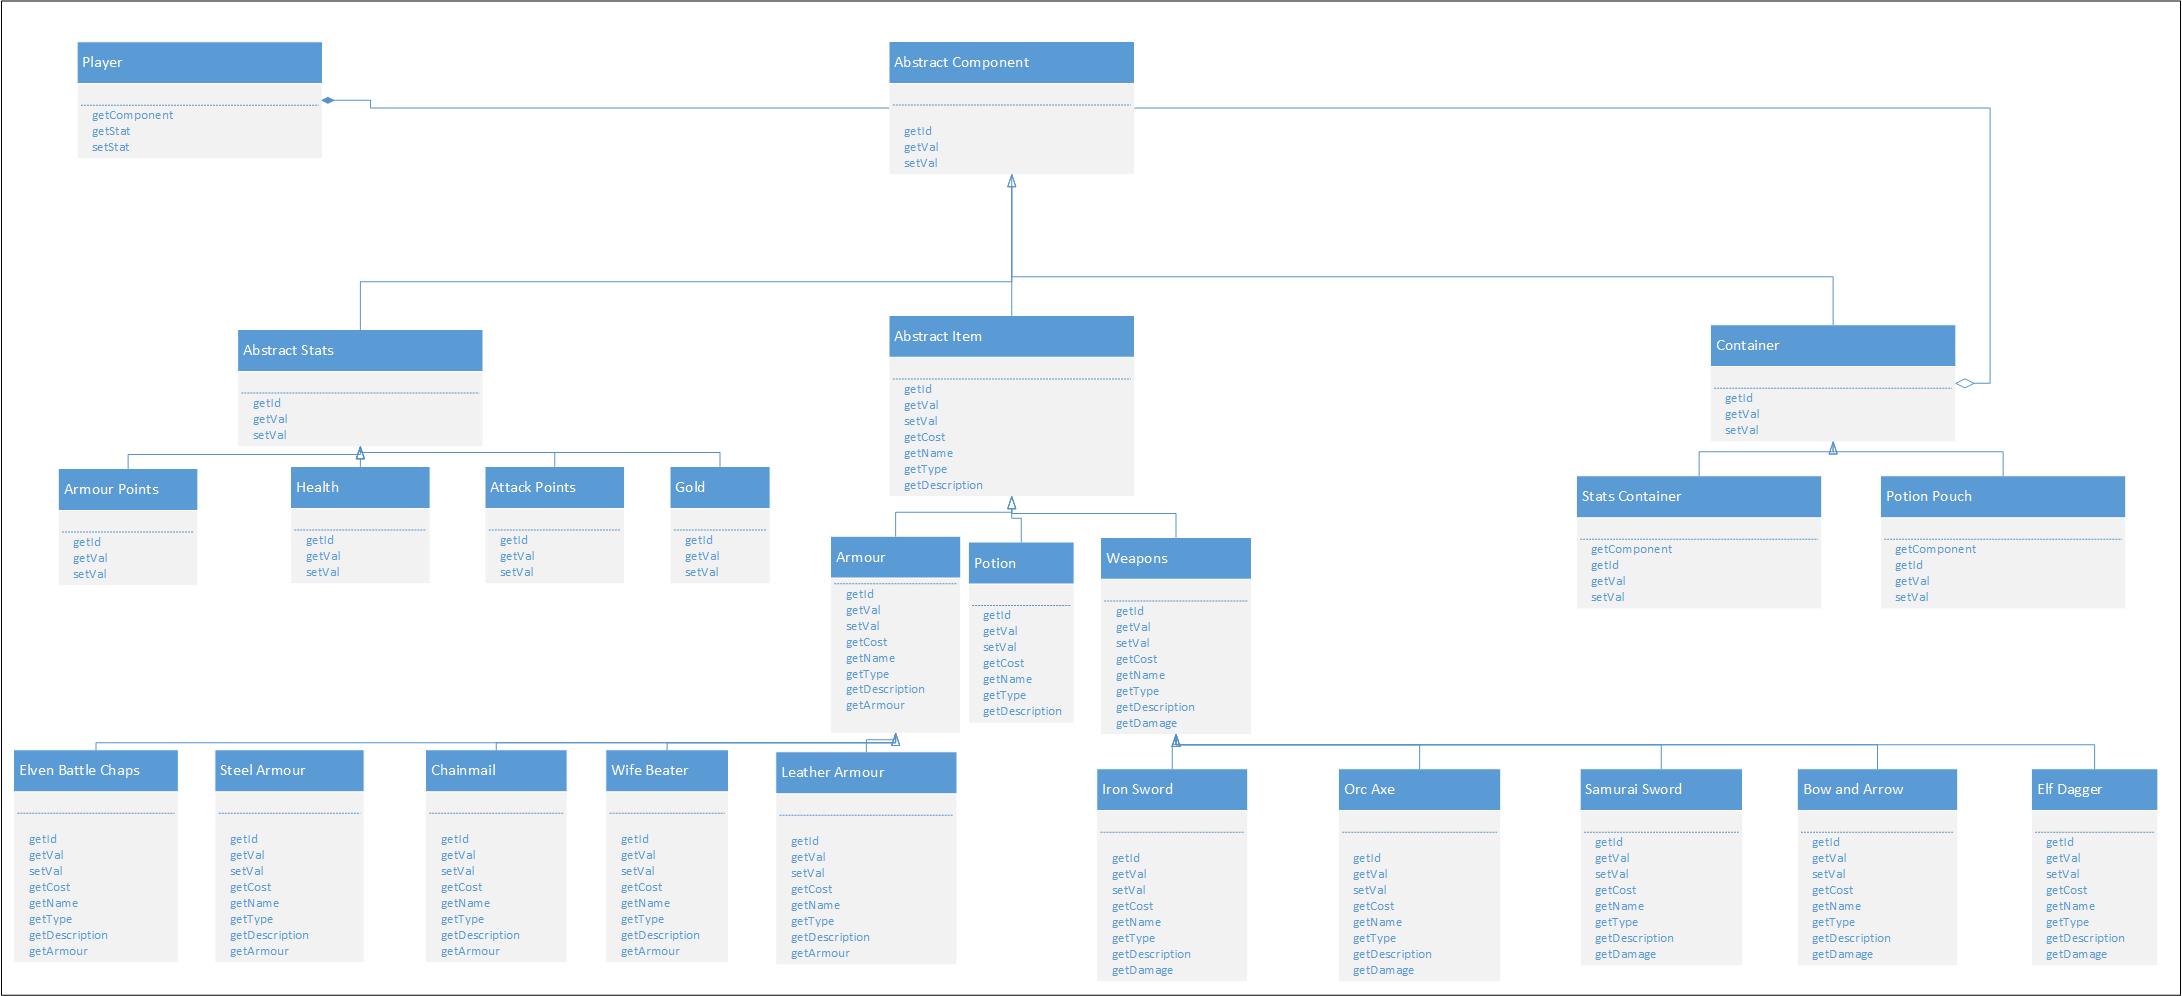 Player
getComponent
getStat
setStat
Abstract Component
getId
getVal
setVal
Abstract Stats
getId
getVal
setVal
Abstract Item
getId
getVal
setVal
getCost
getName
getType
getDescription
Container
getId
getVal
setVal
Armour Points
getId
getVal
setVal
Health
getId
getVal
setVal
Attack Points
getId
getVal
setVal
Gold
getId
getVal
setVal
Armour
getId
getVal
setVal
getCost
getName
getType
getDescription
getArmour
Potion
getId
getVal
setVal
getCost
getName
getType
getDescription
Weapons
getId
getVal
setVal
getCost
getName
getType
getDescription
getDamage
Stats Container
getComponent
getId
getVal
setVal
Potion Pouch
getComponent
getId
getVal
setVal
Elven Battle Chaps
getId
getVal
setVal
getCost
getName
getType
getDescription
getArmour
Steel Armour
getId
getVal
setVal
getCost
getName
getType
getDescription
getArmour
Chainmail
getId
getVal
setVal
getCost
getName
getType
getDescription
getArmour
Wife Beater
getId
getVal
setVal
getCost
getName
getType
getDescription
getArmour
Leather Armour
getId
getVal
setVal
getCost
getName
getType
getDescription
getArmour
Iron Sword
getId
getVal
setVal
getCost
getName
getType
getDescription
getDamage
Orc Axe
getId
getVal
setVal
getCost
getName
getType
getDescription
getDamage
Samurai Sword
getId
getVal
setVal
getCost
getName
getType
getDescription
getDamage
Bow and Arrow
getId
getVal
setVal
getCost
getName
getType
getDescription
getDamage
Elf Dagger
getId
getVal
setVal
getCost
getName
getType
getDescription
getDamage